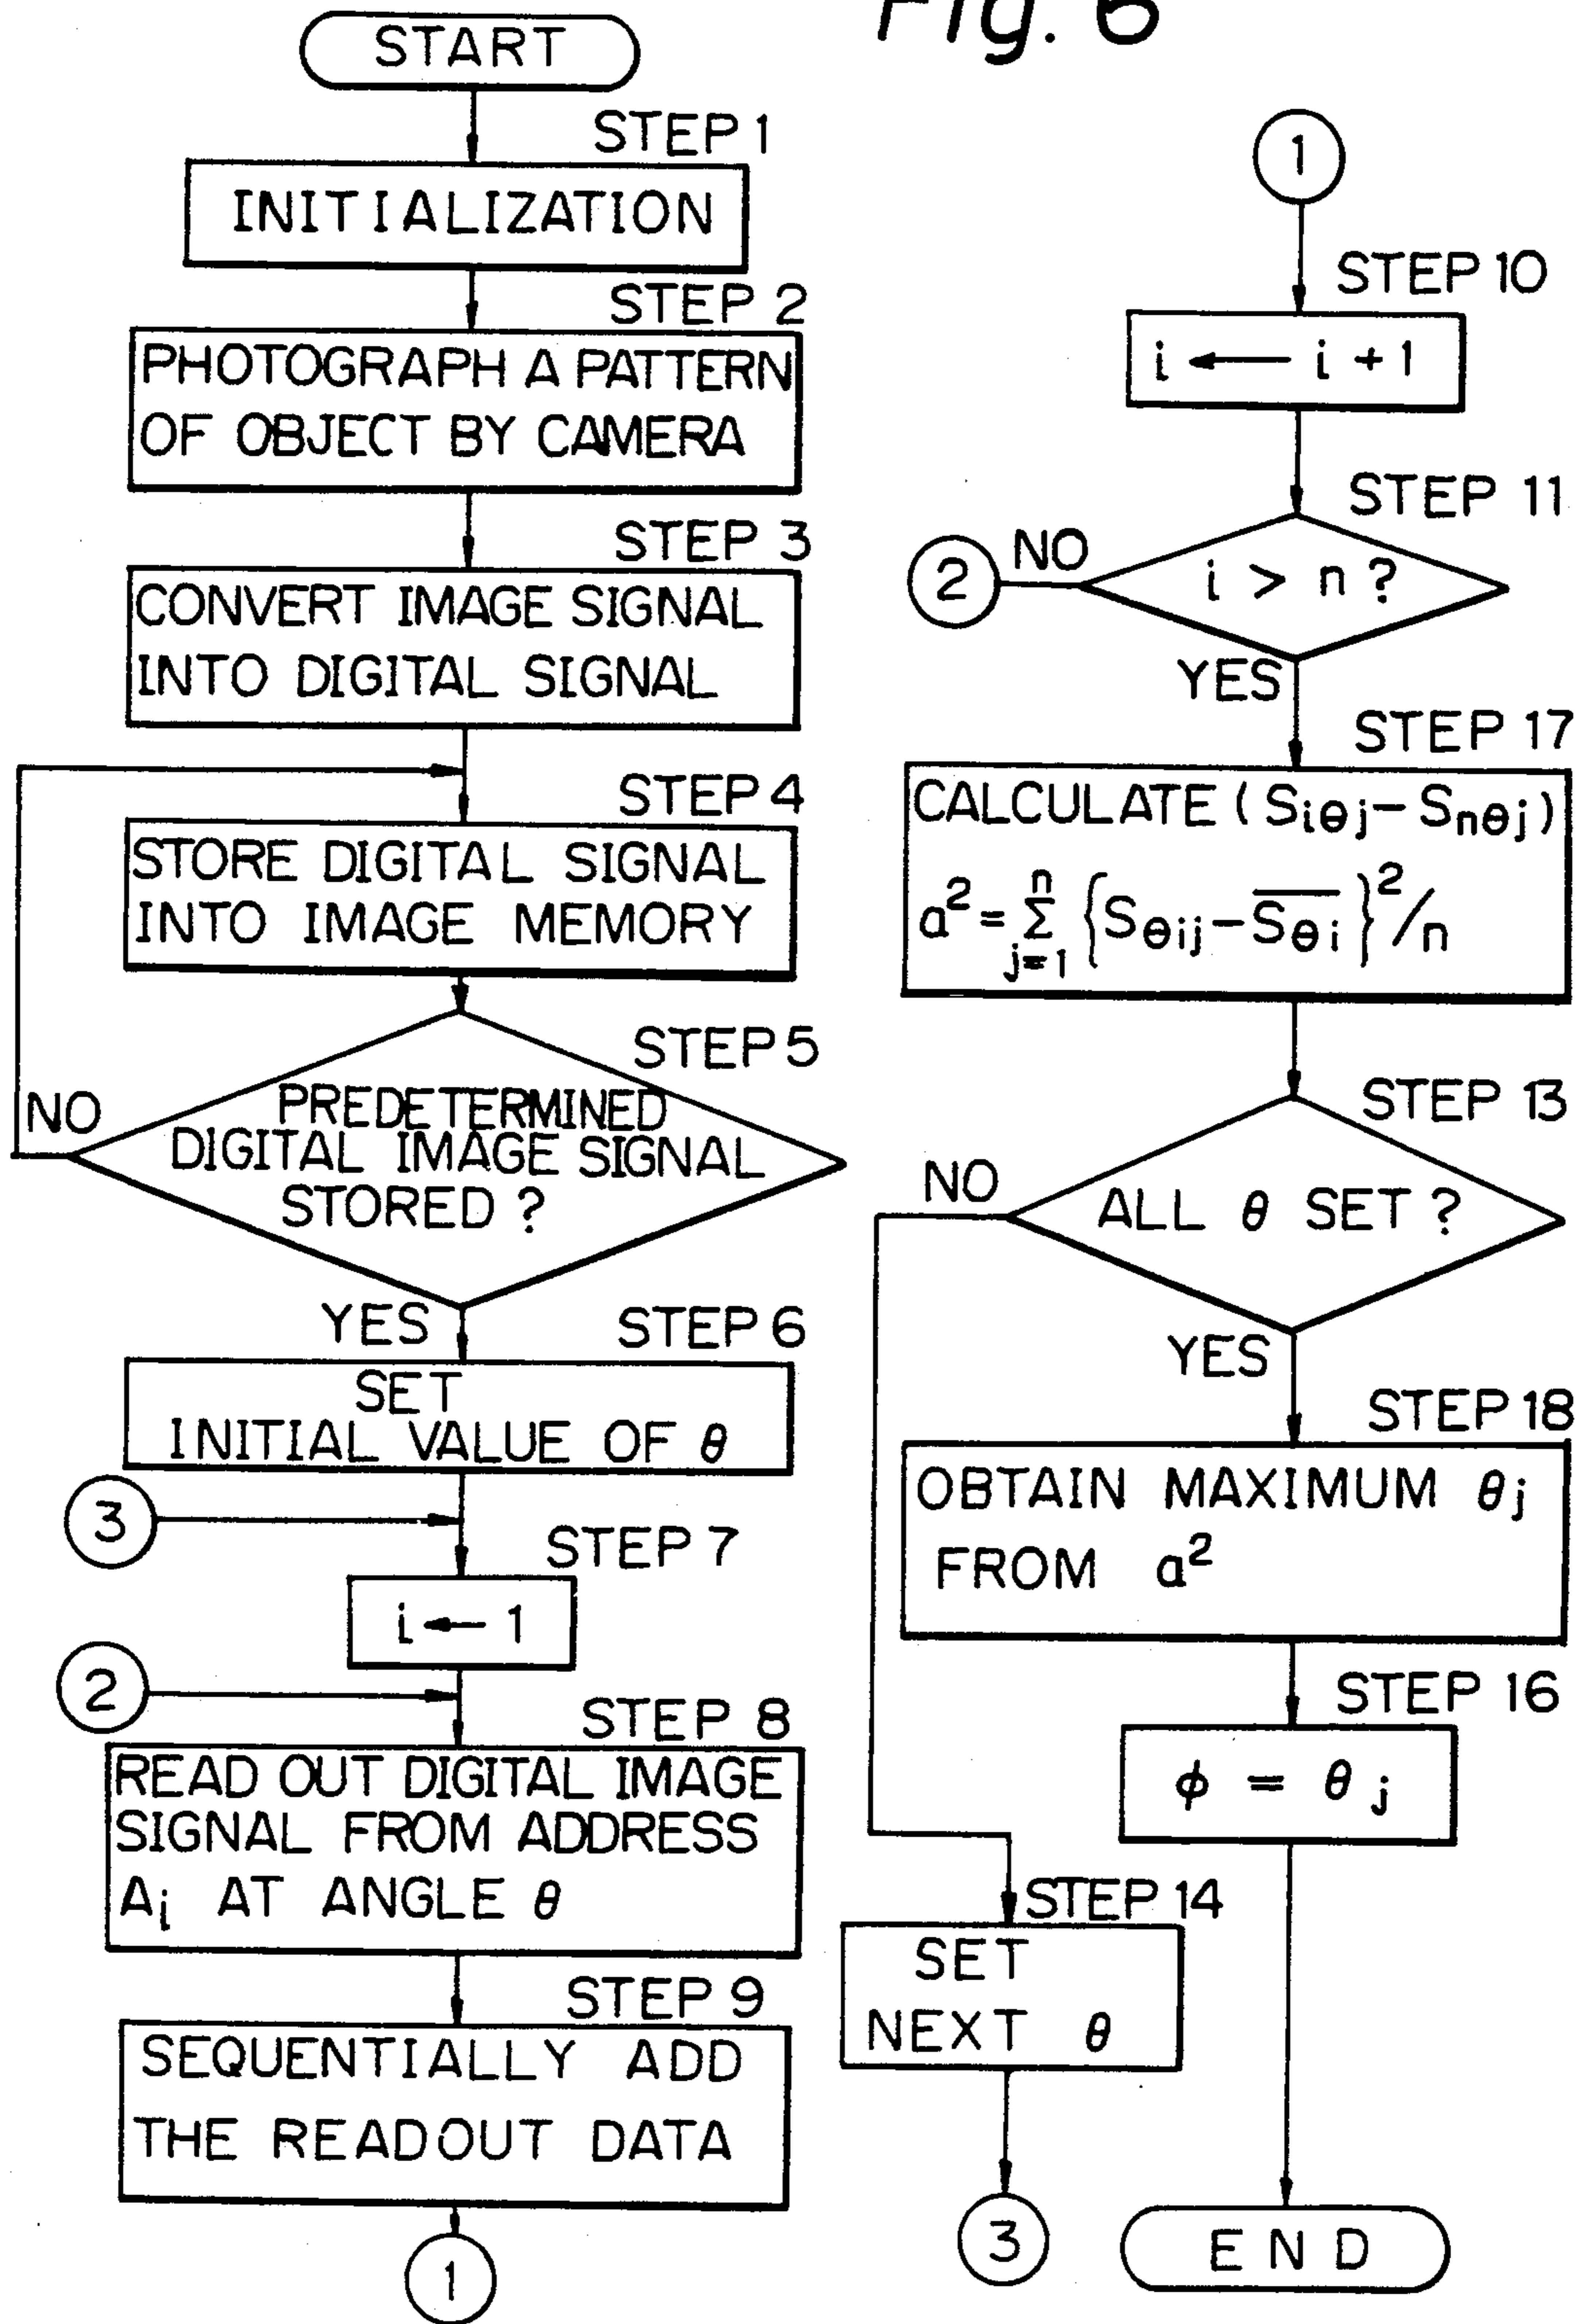 Fig. 6
START
STEP 1
INITIALIZATION
STEP 2
PHOTOGRAPH A PATTERN
OF OBJECT BY CAMERA
STEP 3
CONVERT IMAGE SIGNAL
INTO DIGITAL SIGNAL
STEP 4
STORE DIGITAL SIGNAL
INTO IMAGE MEMORY
STEP 5
PREDETERMINED
DIGITAL IMAGE SIGNAL
STORED ?
NO
YES
STEP 6
SET
INITIAL VALUE OF θ
3
STEP 7
i ← 1
2
STEP 8
READ OUT DIGITAL IMAGE
SIGNAL FROM ADDRESS
Ai AT ANGLE θ
STEP 9
SEQUENTIALLY ADD
THE READOUT DATA
1
1
STEP 10
i ← i + 1
STEP 11
2 NO
i > n ?
YES
STEP 17
CALCULATE (Siθj − Snθj)
a² = Σ_{j=1}^{n} {Sθij − \overline{Sθi}}²/n
STEP 13
NO
ALL θ SET ?
YES
STEP 18
OBTAIN MAXIMUM θj
FROM a²
STEP 16
φ = θj
STEP 14
SET
NEXT θ
3
END